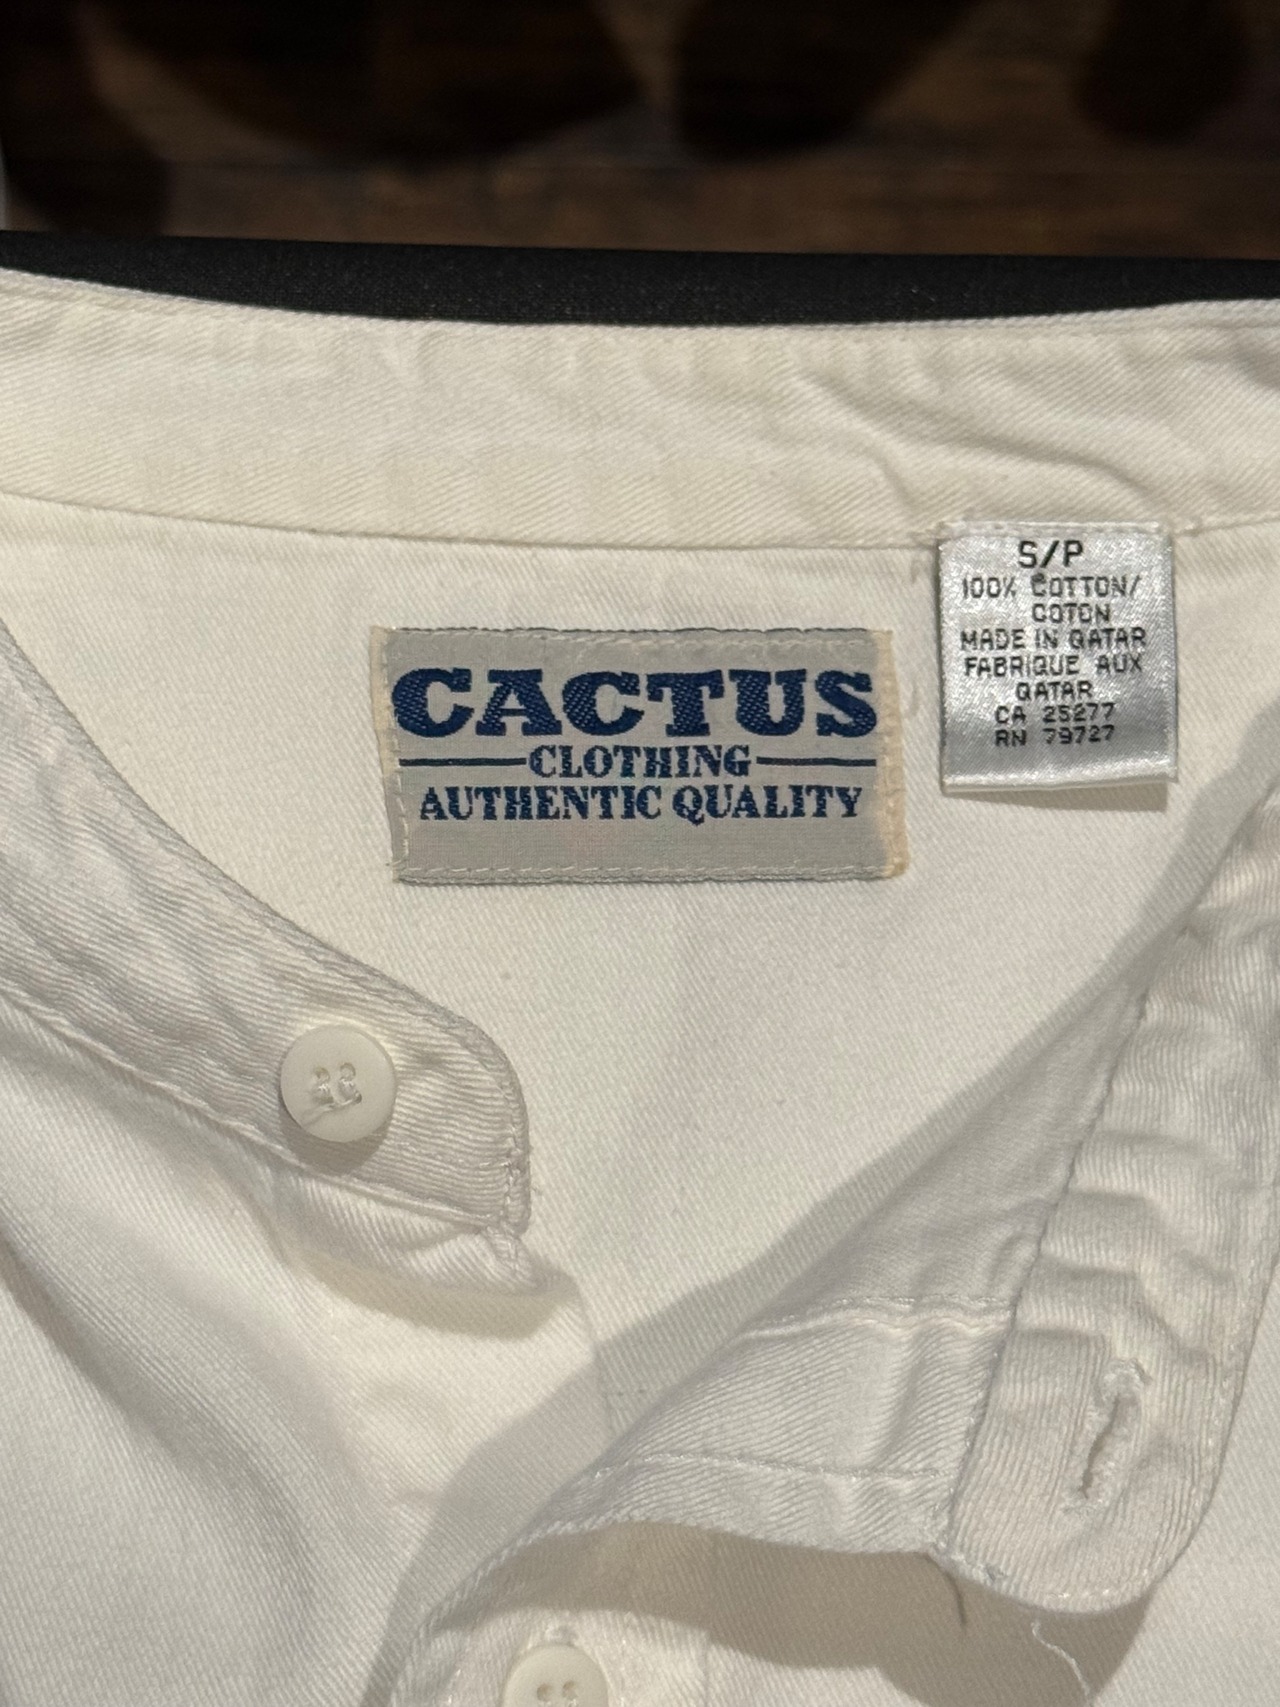 CACTUS
CLOTHING
AUTHENTIC QUALITY
S/P
100% COTTON/
COTON
MADE IN QATAR
FABRIQUE AUX
QATAR
CA 25277
RN 79727